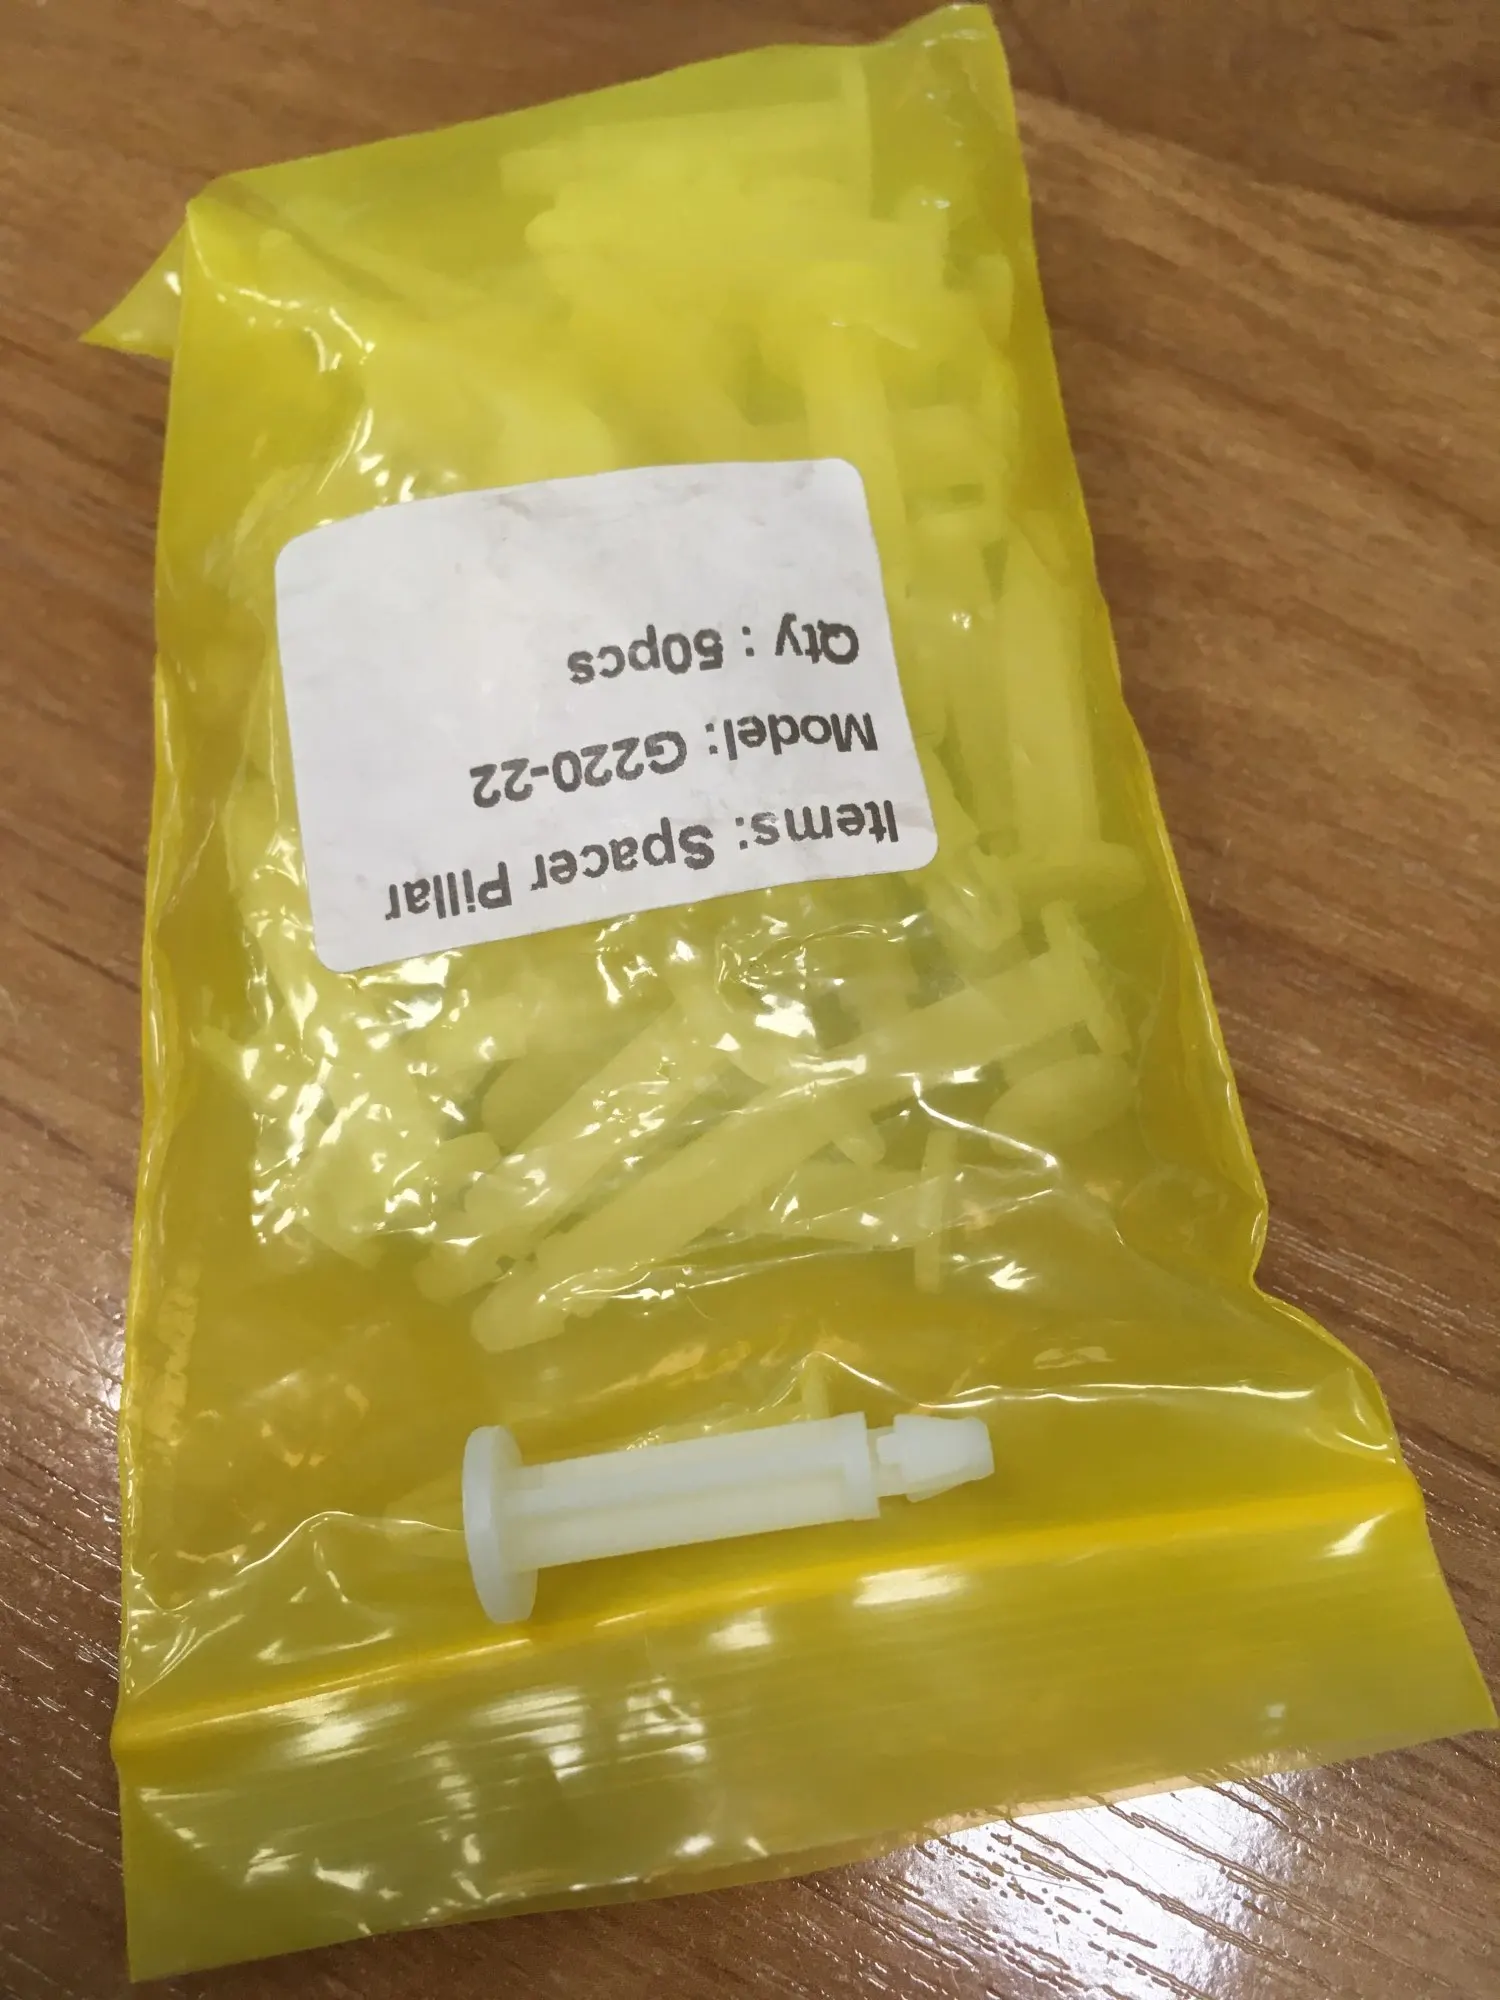 Items: Spacer Pillar
Model: G220-22
Qty : 50pcs